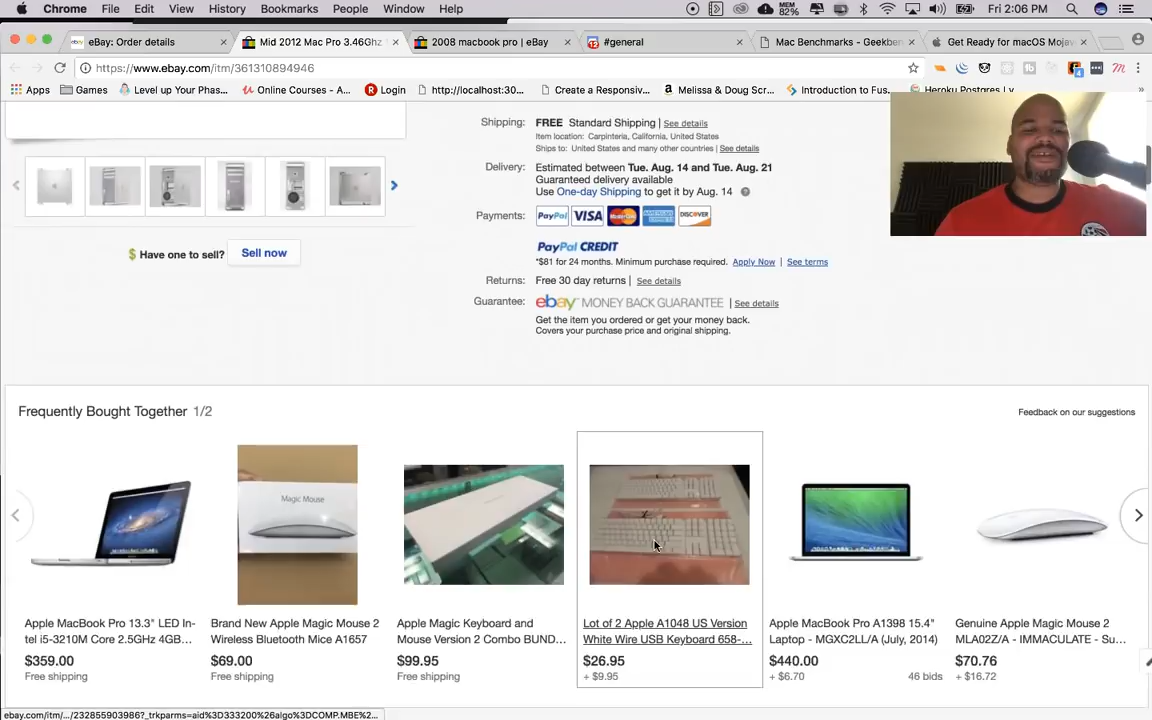 Chrome File Edit View History Bookmarks People Window Help MEM 82% Fri 2:06 PM
eBay: Order details × Mid 2012 Mac Pro 3.46Ghz × 2008 macbook pro | eBay × 12 #general × Mac Benchmarks - Geekben × Get Ready for macOS Mojav ×
https://www.ebay.com/itm/361310894946
Apps Games Level up Your Phas... Online Courses - A... Login http://localhost:30... Create a Responsive... Melissa & Doug Scr... Introduction to Fus... Heroku Postgres (v
Shipping: FREE Standard Shipping | See details
Item location: Carpinteria, California, United States
Ships to: United States and many other countries | See details
Delivery: Estimated between Tue. Aug. 14 and Tue. Aug. 21
Guaranteed delivery available
Use One-day Shipping to get it by Aug. 14
Payments: PayPal VISA MasterCard DISCOVER
Have one to sell? Sell now
PayPal CREDIT
*$81 for 24 months. Minimum purchase required. Apply Now | See terms
Returns: Free 30 day returns | See details
Guarantee: ebay MONEY BACK GUARANTEE | See details
Get the item you ordered or get your money back.
Covers your purchase price and original shipping.
Frequently Bought Together 1/2
Feedback on our suggestions
Magic Mouse
Apple MacBook Pro 13.3" LED In-
tel i5-3210M Core 2.5GHz 4GB...
$359.00
Free shipping
Brand New Apple Magic Mouse 2
Wireless Bluetooth Mice A1657
$69.00
Free shipping
Apple Magic Keyboard and
Mouse Version 2 Combo BUND...
$99.95
Free shipping
Lot of 2 Apple A1048 US Version
White Wire USB Keyboard 658-...
$26.95
+ $9.95
Apple MacBook Pro A1398 15.4"
Laptop - MGXC2LL/A (July, 2014)
$440.00
+ $6.70 46 bids
Genuine Apple Magic Mouse 2
MLA02Z/A - IMMACULATE - Su...
$70.76
+ $16.72
ebay.com/itm/.../232855903986?_trkparms=aid%3D333200%26algo%3DCOMP.MBE%2...